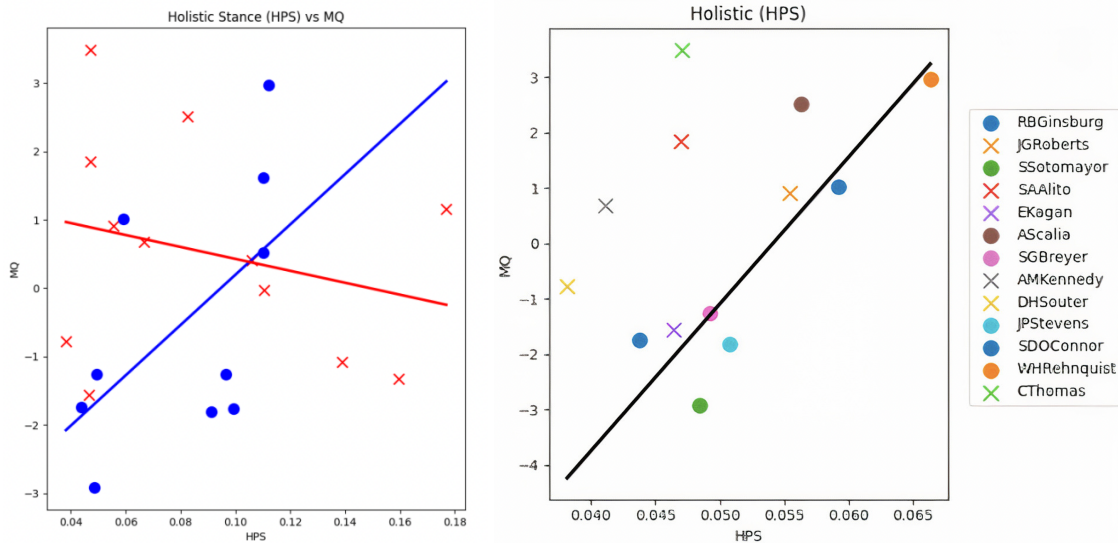 Holistic Stance (HPS) vs MQ
3
2
1
0
−1
−2
−3
MQ
0.04 0.06 0.08 0.10 0.12 0.14 0.16 0.18
HPS
Holistic (HPS)
3
2
1
0
−1
−2
−3
−4
MQ
0.040 0.045 0.050 0.055 0.060 0.065
HPS
RBGinsburg
JGRoberts
SSotomayor
SAAlito
EKagan
AScalia
SGBreyer
AMKennedy
DHSouter
JPStevens
SDOConnor
WHRehnquist
CThomas